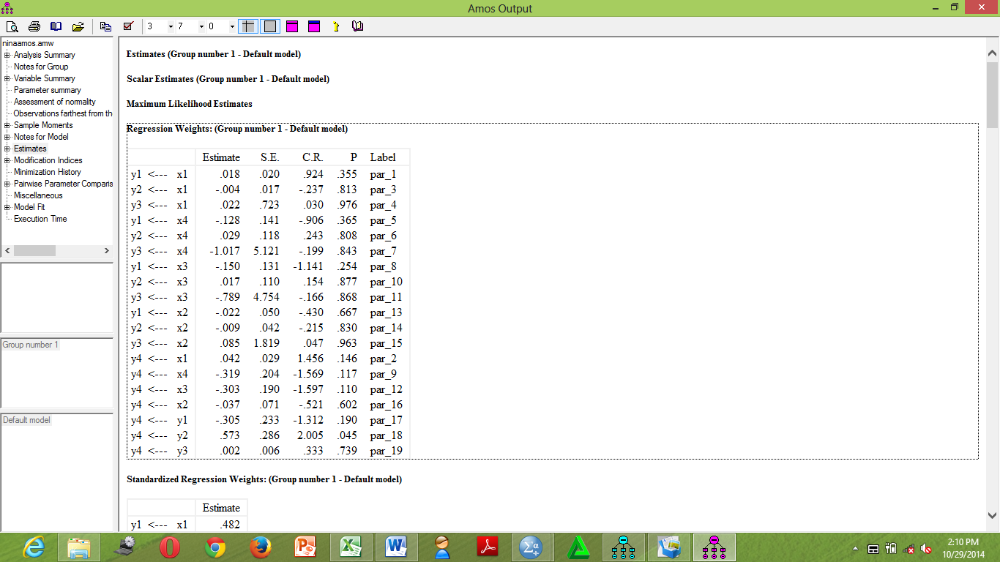 Amos Output
3 7 0
ninaamos.amw
Analysis Summary
Notes for Group
Variable Summary
Parameter summary
Assessment of normality
Observations farthest from th
Sample Moments
Notes for Model
Estimates
Modification Indices
Minimization History
Pairwise Parameter Comparis
Miscellaneous
Model Fit
Execution Time
Group number 1
Default model
Estimates (Group number 1 - Default model)
Scalar Estimates (Group number 1 - Default model)
Maximum Likelihood Estimates
Regression Weights: (Group number 1 - Default model)
Estimate S.E. C.R. P Label
y1 <--- x1 .018 .020 .924 .355 par_1
y2 <--- x1 -.004 .017 -.237 .813 par_3
y3 <--- x1 .022 .723 .030 .976 par_4
y1 <--- x4 -.128 .141 -.906 .365 par_5
y2 <--- x4 .029 .118 .243 .808 par_6
y3 <--- x4 -1.017 5.121 -.199 .843 par_7
y1 <--- x3 -.150 .131 -1.141 .254 par_8
y2 <--- x3 .017 .110 .154 .877 par_10
y3 <--- x3 -.789 4.754 -.166 .868 par_11
y1 <--- x2 -.022 .050 -.430 .667 par_13
y2 <--- x2 -.009 .042 -.215 .830 par_14
y3 <--- x2 .085 1.819 .047 .963 par_15
y4 <--- x1 .042 .029 1.456 .146 par_2
y4 <--- x4 -.319 .204 -1.569 .117 par_9
y4 <--- x3 -.303 .190 -1.597 .110 par_12
y4 <--- x2 -.037 .071 -.521 .602 par_16
y4 <--- y1 -.305 .233 -1.312 .190 par_17
y4 <--- y2 .573 .286 2.005 .045 par_18
y4 <--- y3 .002 .006 .333 .739 par_19
Standardized Regression Weights: (Group number 1 - Default model)
Estimate
y1 <--- x1 .482
2:10 PM
10/29/2014